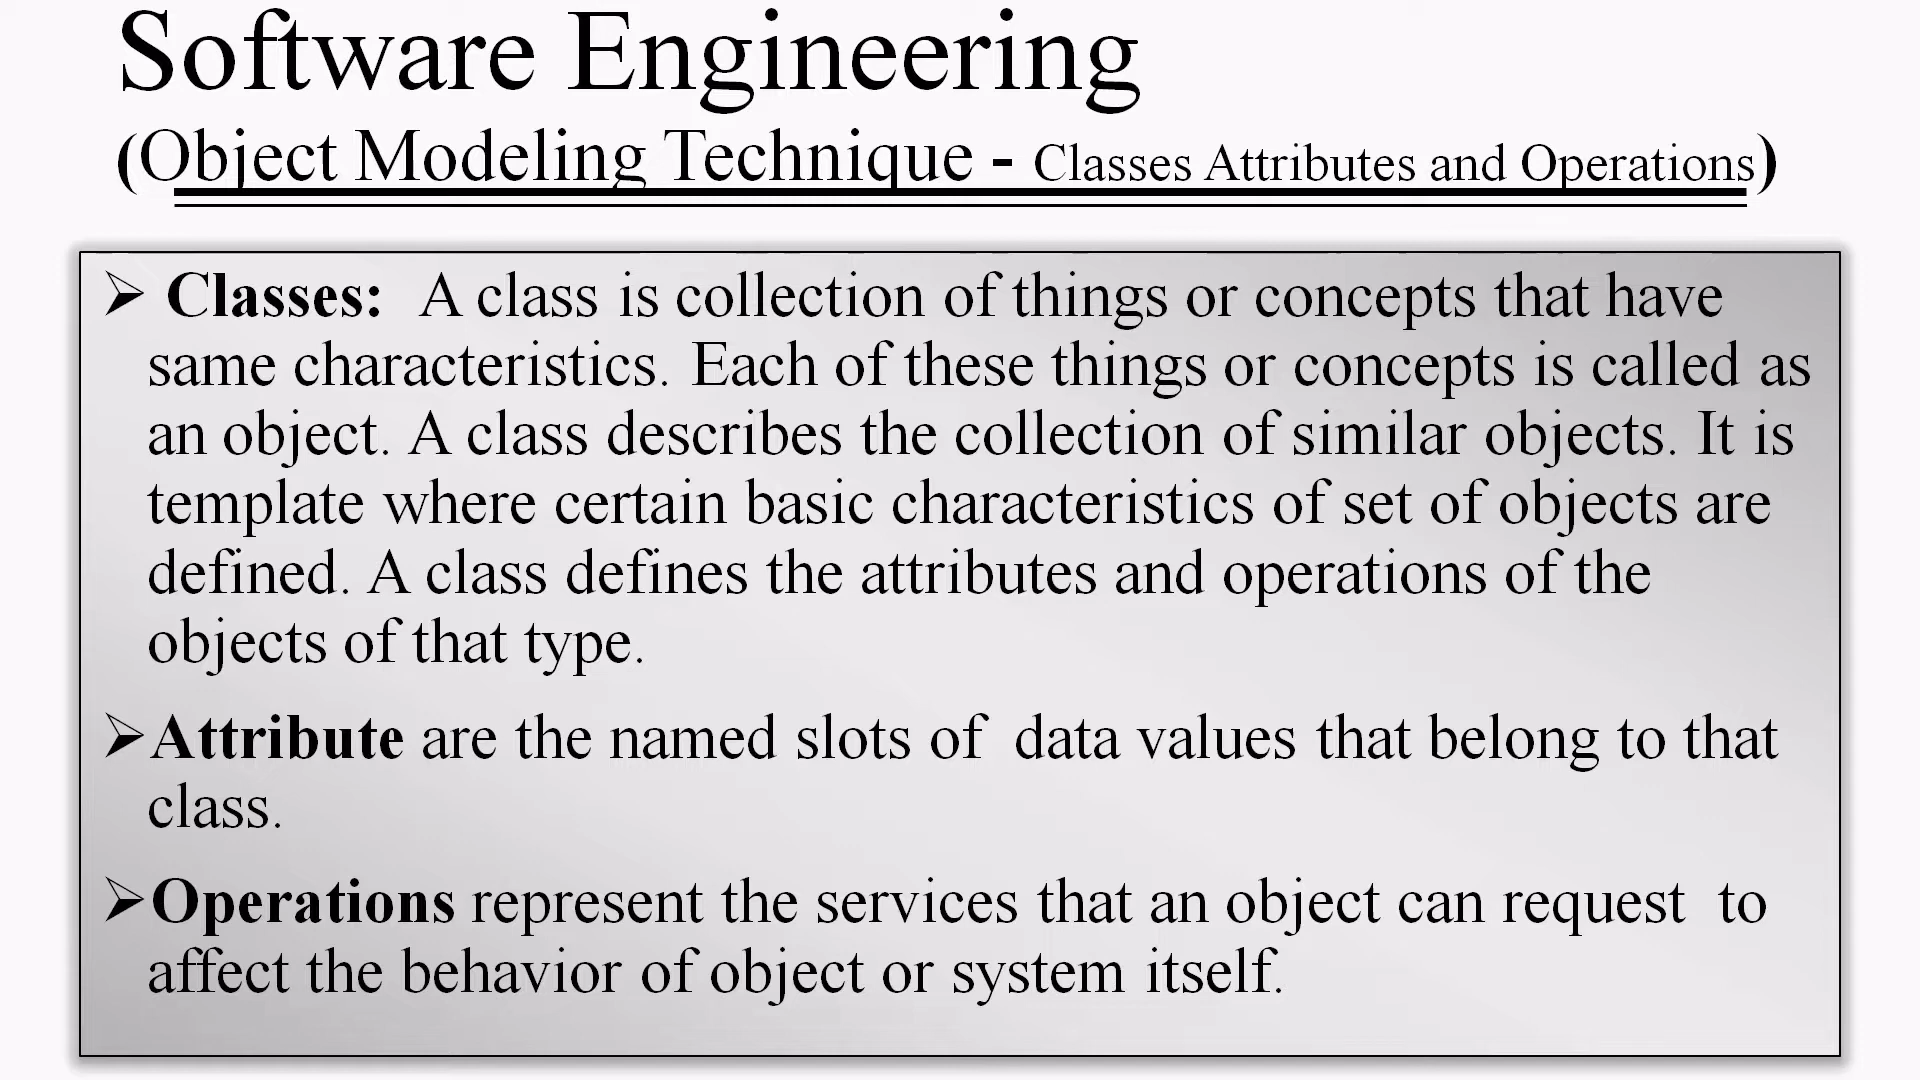 Software Engineering
(Object Modeling Technique - Classes Attributes and Operations)
➢ Classes:  A class is collection of things or concepts that have
same characteristics. Each of these things or concepts is called as
an object. A class describes the collection of similar objects. It is
template where certain basic characteristics of set of objects are
defined. A class defines the attributes and operations of the
objects of that type.
➢Attribute are the named slots of  data values that belong to that
class.
➢Operations represent the services that an object can request  to
affect the behavior of object or system itself.